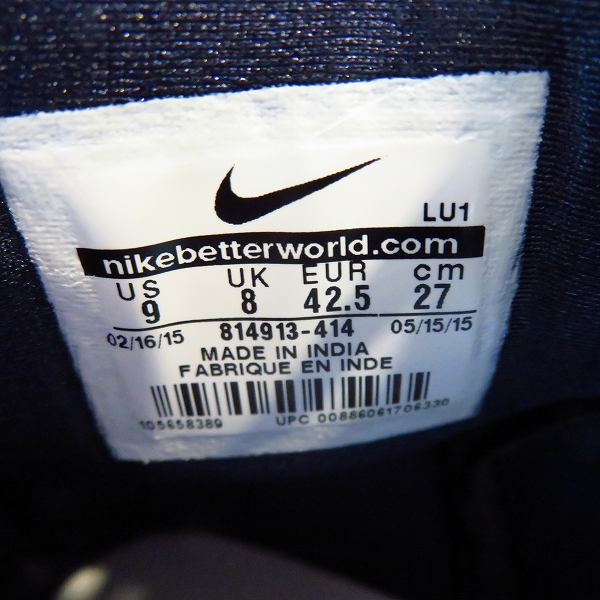 LU1
nikebetterworld.com
US UK EUR cm
9 8 42.5 27
02/16/15 814913-414 05/15/15
MADE IN INDIA
FABRIQUE EN INDE
105658389 UPC 00886061706330